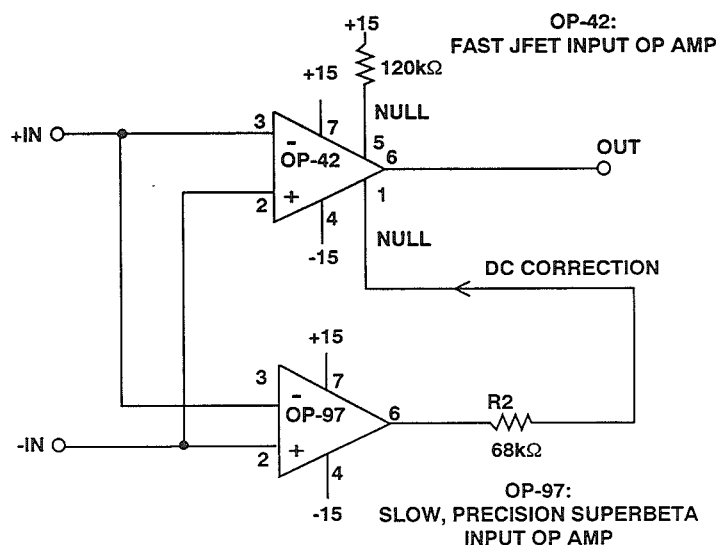 +15
OP-42:
FAST JFET INPUT OP AMP
120kΩ
+15
NULL
+IN
3
7
5
-
OP-42
6
OUT
1
2
+
4
-15
NULL
DC CORRECTION
+15
3
7
-
OP-97
6
R2
68kΩ
-IN
2
+
4
-15
OP-97:
SLOW, PRECISION SUPERBETA
INPUT OP AMP